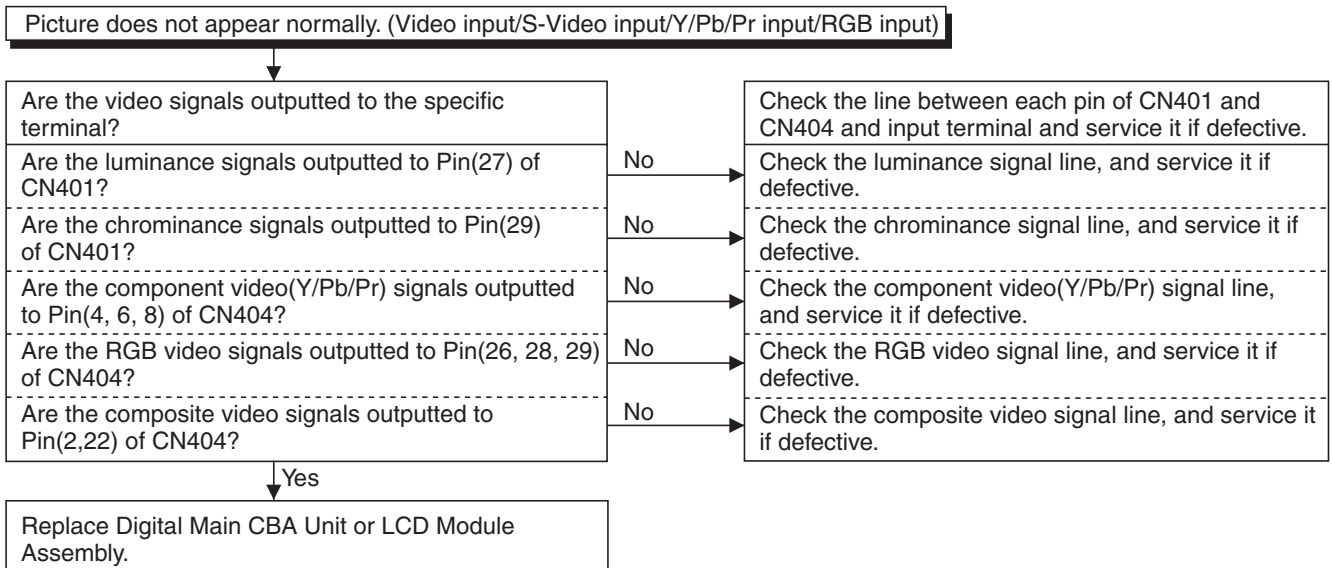 Picture does not appear normally. (Video input/S-Video input/Y/Pb/Pr input/RGB input)
Are the video signals outputted to the specific
terminal?
Check the line between each pin of CN401 and
CN404 and input terminal and service it if defective.
Are the luminance signals outputted to Pin(27) of
CN401?
No
Check the luminance signal line, and service it if
defective.
Are the chrominance signals outputted to Pin(29)
of CN401?
No
Check the chrominance signal line, and service it if
defective.
Are the component video(Y/Pb/Pr) signals outputted
to Pin(4, 6, 8) of CN404?
No
Check the component video(Y/Pb/Pr) signal line,
and service it if defective.
Are the RGB video signals outputted to Pin(26, 28, 29)
of CN404?
No
Check the RGB video signal line, and service it if
defective.
Are the composite video signals outputted to
Pin(2,22) of CN404?
No
Check the composite video signal line, and service it
if defective.
Yes
Replace Digital Main CBA Unit or LCD Module
Assembly.